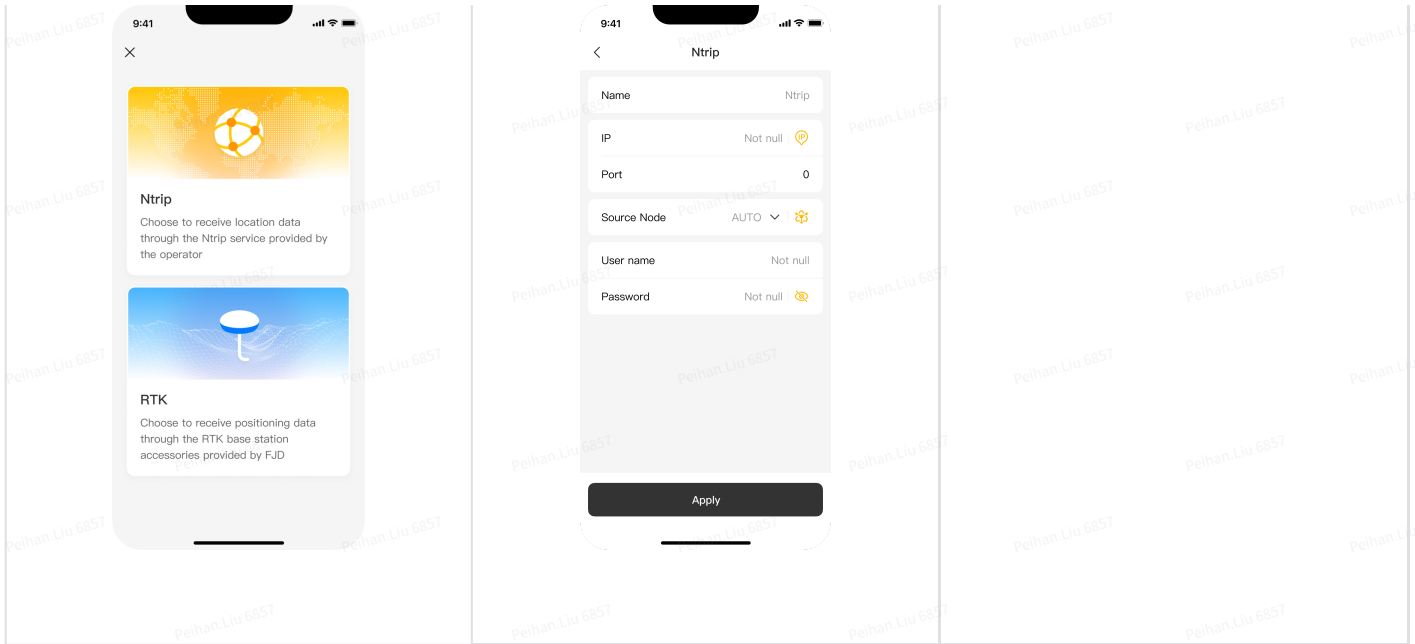 9:41
Ntrip
Choose to receive location data
through the Ntrip service provided by
the operator
RTK
Choose to receive positioning data
through the RTK base station
accessories provided by FJD
9:41
Ntrip
Name Ntrip
IP Not null IP
Port 0
Source Node AUTO
User name Not null
Password Not null
Apply
Peihan.Liu 6857